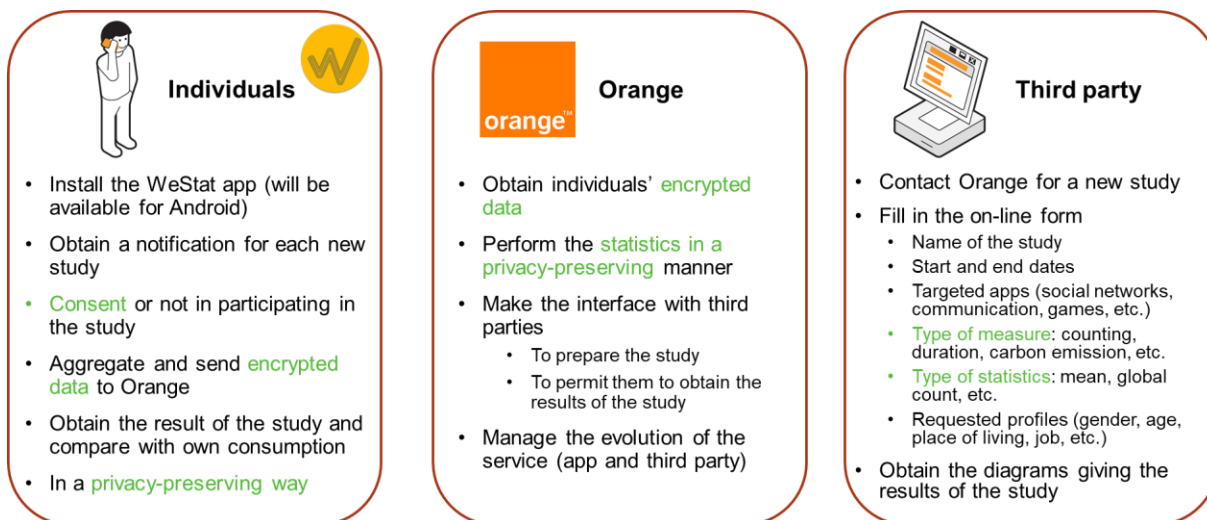 Individuals
• Install the WeStat app (will be
available for Android)
• Obtain a notification for each new
study
• Consent or not in participating in
the study
• Aggregate and send encrypted
data to Orange
• Obtain the result of the study and
compare with own consumption
• In a privacy-preserving way
orange™
Orange
• Obtain individuals’ encrypted
data
• Perform the statistics in a
privacy-preserving manner
• Make the interface with third
parties
• To prepare the study
• To permit them to obtain the
results of the study
• Manage the evolution of the
service (app and third party)
Third party
• Contact Orange for a new study
• Fill in the on-line form
• Name of the study
• Start and end dates
• Targeted apps (social networks,
communication, games, etc.)
• Type of measure: counting,
duration, carbon emission, etc.
• Type of statistics: mean, global
count, etc.
• Requested profiles (gender, age,
place of living, job, etc.)
• Obtain the diagrams giving the
results of the study